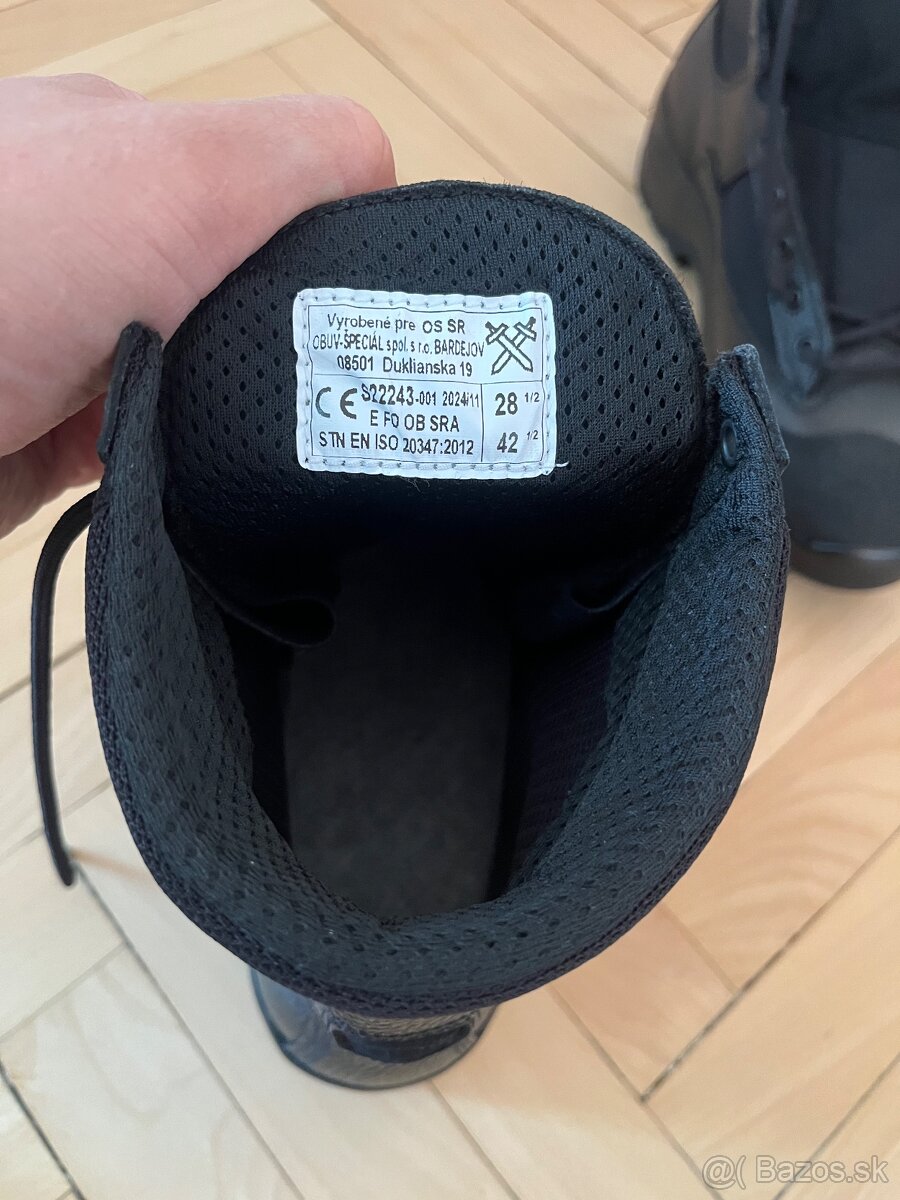 Vyrobené pre OS SR
OBUV-ŠPECIÁL spol. s r.o. BARDEJOV
08501 Duklianska 19
CE S22243-001 2024/11
E FO OB SRA
STN EN ISO 20347:2012
28 1/2
42 1/2
@( Bazos.sk